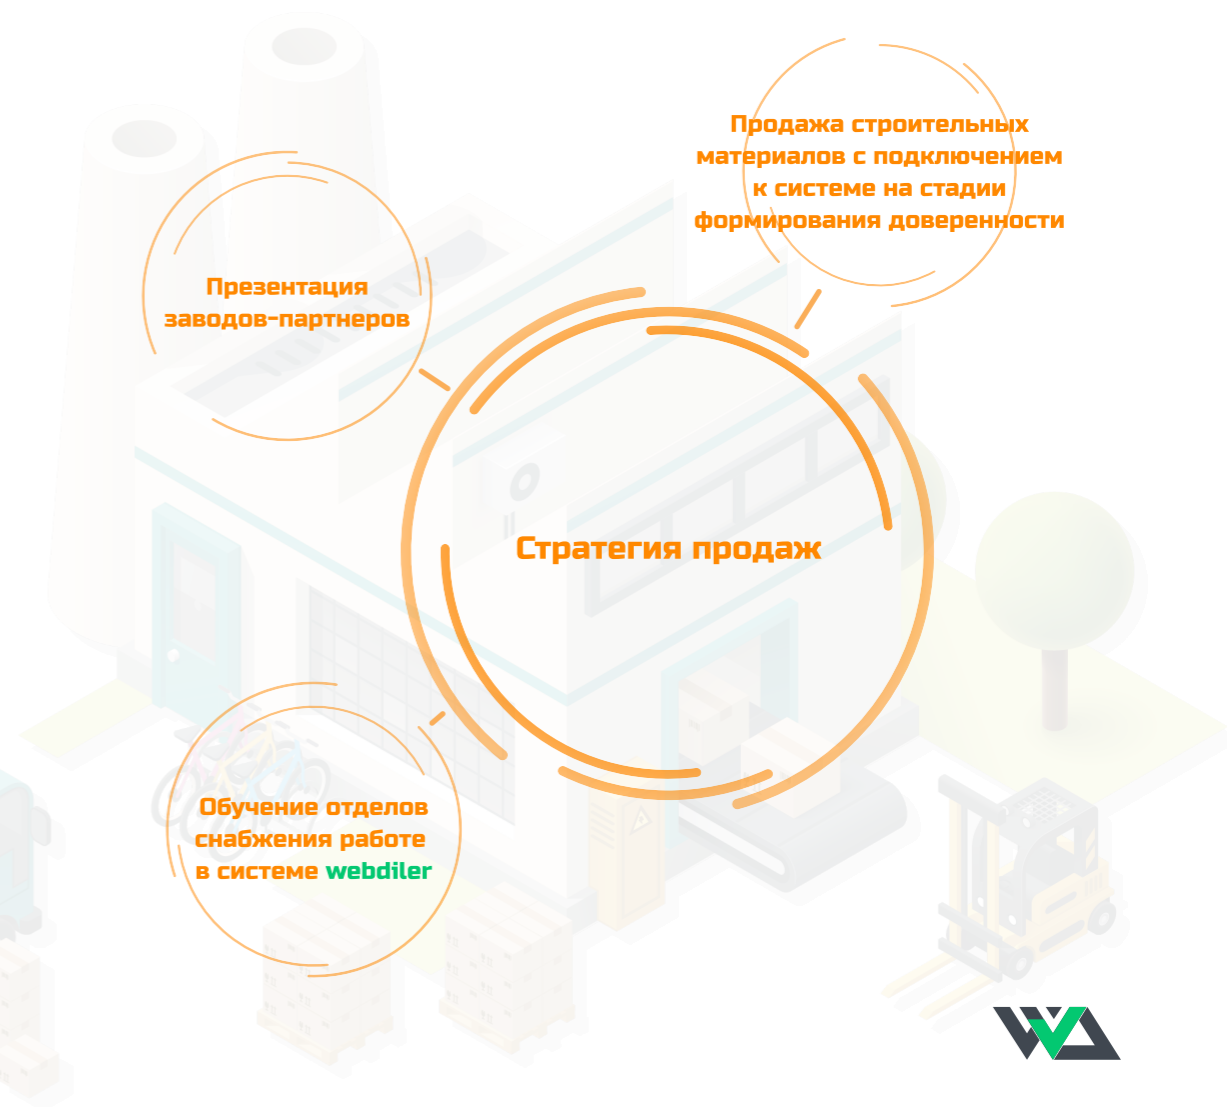 Продажа строительных
материалов с подключением
к системе на стадии
формирования доверенности
Презентация
заводов-партнеров
Стратегия продаж
Обучение отделов
снабжения работе
в системе webdiler